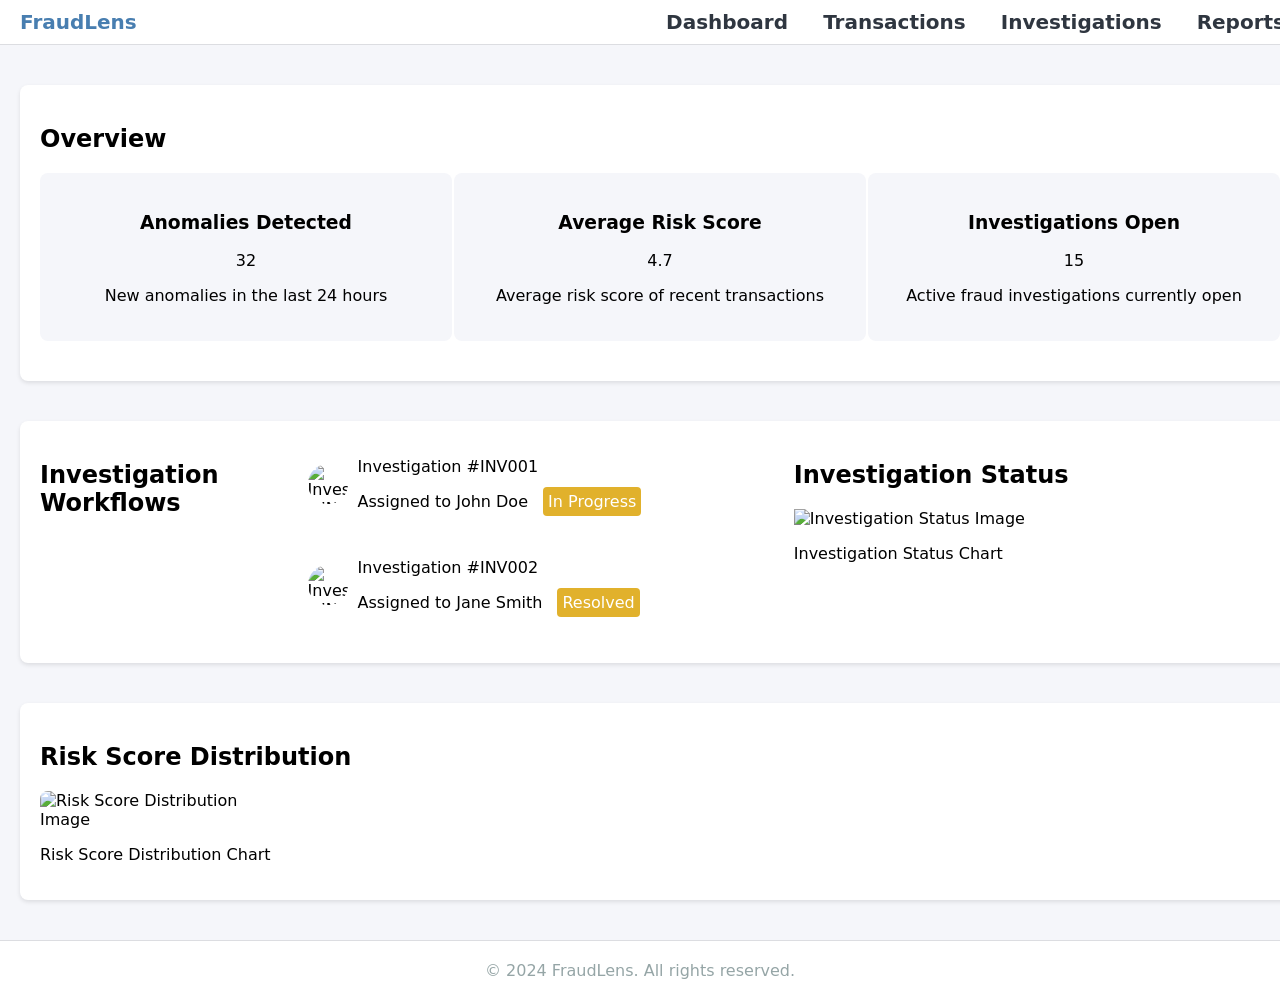 FraudLens
Dashboard Transactions Investigations Reports
Overview
Anomalies Detected
32
New anomalies in the last 24 hours
Average Risk Score
4.7
Average risk score of recent transactions
Investigations Open
15
Active fraud investigations currently open
Investigation
Workflows
Inves
Investigation #INV001
Assigned to John Doe In Progress
Inves
Investigation #INV002
Assigned to Jane Smith Resolved
Investigation Status
Investigation Status Image
Investigation Status Chart
Risk Score Distribution
Risk Score Distribution
Image
Risk Score Distribution Chart
© 2024 FraudLens. All rights reserved.